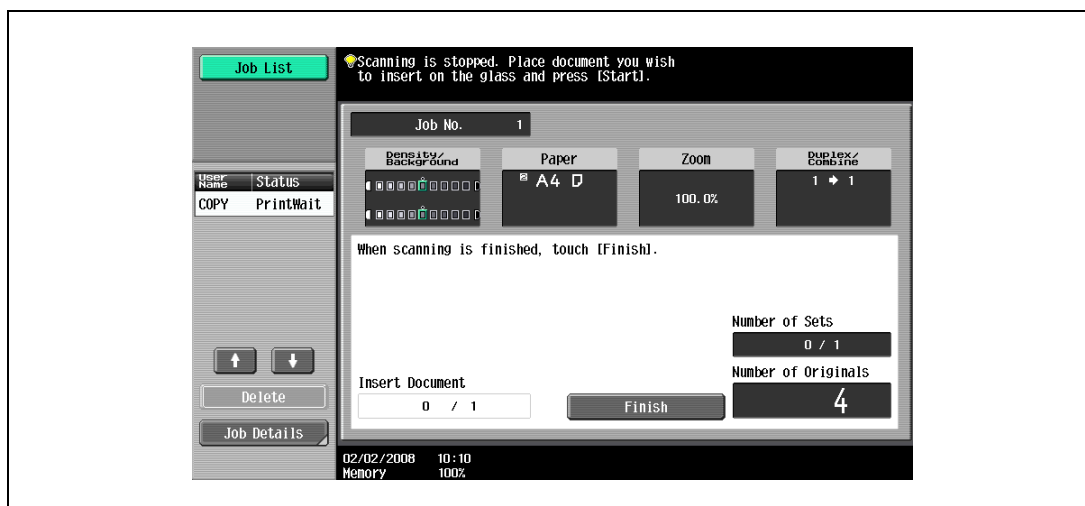 Job List
Scanning is stopped. Place document you wish
to insert on the glass and press [Start].
Job No. 1
Density/
Background
Paper
Zoom
Duplex/
Combine
User
Name
Status
COPY PrintWait
A4
100.0%
1 ➔ 1
When scanning is finished, touch [Finish].
Number of Sets
0 / 1
Number of Originals
4
Insert Document
0 / 1
Finish
Delete
Job Details
02/02/2008 10:10
Memory 100%